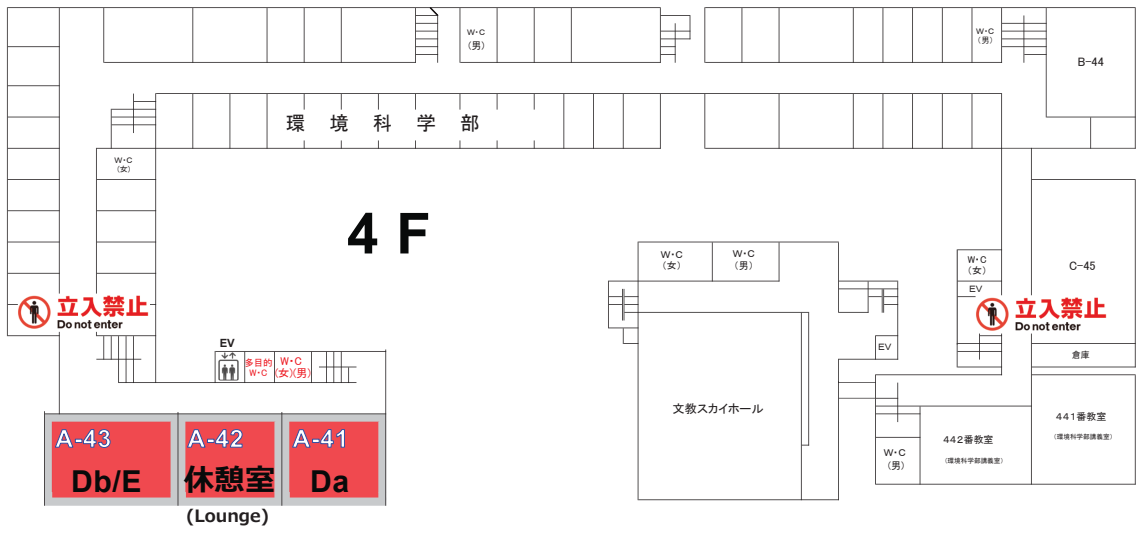 W・C
(男)
W・C
(男)
B-44
環境科学部
W・C
(女)
4 F
W・C
(女)
W・C
(男)
W・C
(女)
EV
C-45
立入禁止
Do not enter
立入禁止
Do not enter
EV
EV
多目的
W・C
W・C
(女)(男)
倉庫
文教スカイホール
441番教室
(環境科学部講義室)
442番教室
(環境科学部講義室)
W・C
(男)
A-43
Db/E
A-42
休憩室
(Lounge)
A-41
Da